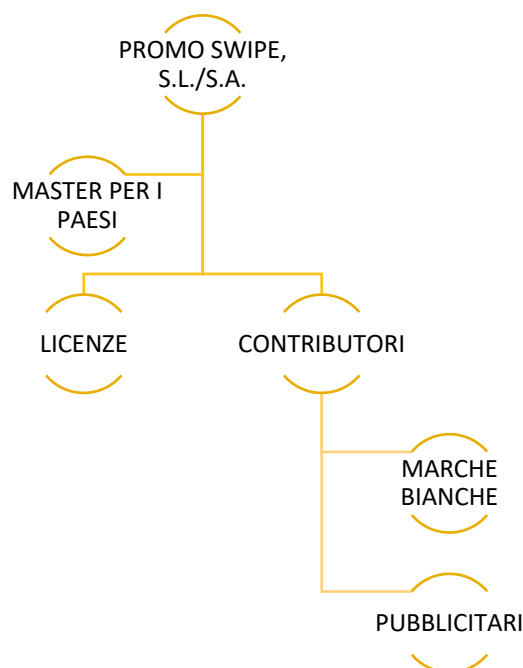 PROMO SWIPE,
S.L./S.A.
MASTER PER I
PAESI
LICENZE
CONTRIBUTORI
MARCHE
BIANCHE
PUBBLICITARI